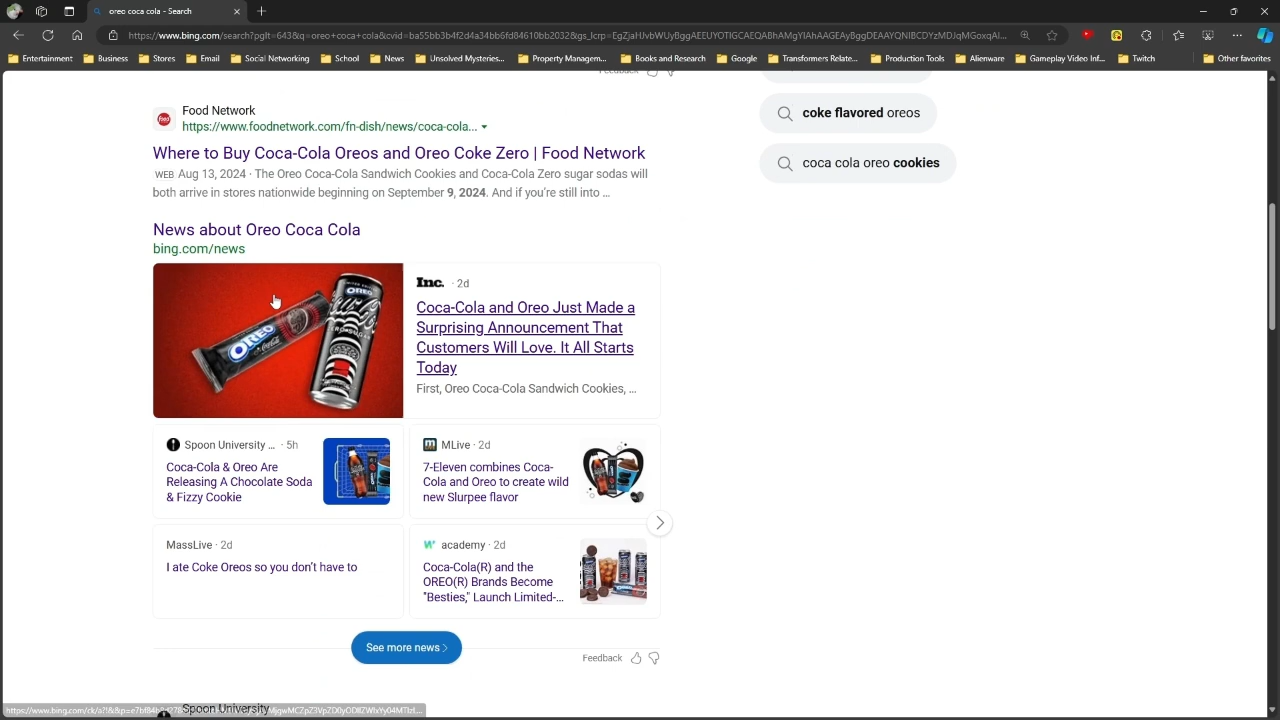 oreo coca cola - Search
https://www.bing.com/search?pglt=643&q=oreo+coca+cola&cvid=
Entertainment
Business
Stores
Email
Social Networking
School
News
Unsolved Mysteries...
Property Managem...
Books and Research
Google
Transformers Relate...
Production Tools
Alienware
Gameplay Video Inf...
Twitch
Other favorites
Feedback
Food Network
https://www.foodnetwork.com/fn-dish/news/coca-cola...
Where to Buy Coca-Cola Oreos and Oreo Coke Zero | Food Network
WEB Aug 13, 2024 · The Oreo Coca-Cola Sandwich Cookies and Coca-Cola Zero sugar sodas will
both arrive in stores nationwide beginning on September 9, 2024. And if you're still into ...
coke flavored oreos
coca cola oreo cookies
News about Oreo Coca Cola
bing.com/news
OREO
OREO
Coca-Cola
ZERO SUGAR
Inc. · 2d
Coca-Cola and Oreo Just Made a
Surprising Announcement That
Customers Will Love. It All Starts
Today
First, Oreo Coca-Cola Sandwich Cookies, ...
Spoon University ... · 5h
Coca-Cola & Oreo Are
Releasing A Chocolate Soda
& Fizzy Cookie
MLive · 2d
7-Eleven combines Coca-
Cola and Oreo to create wild
new Slurpee flavor
MassLive · 2d
I ate Coke Oreos so you don't have to
academy · 2d
Coca-Cola(R) and the
OREO(R) Brands Become
"Besties," Launch Limited-...
See more news
Feedback
Spoon University